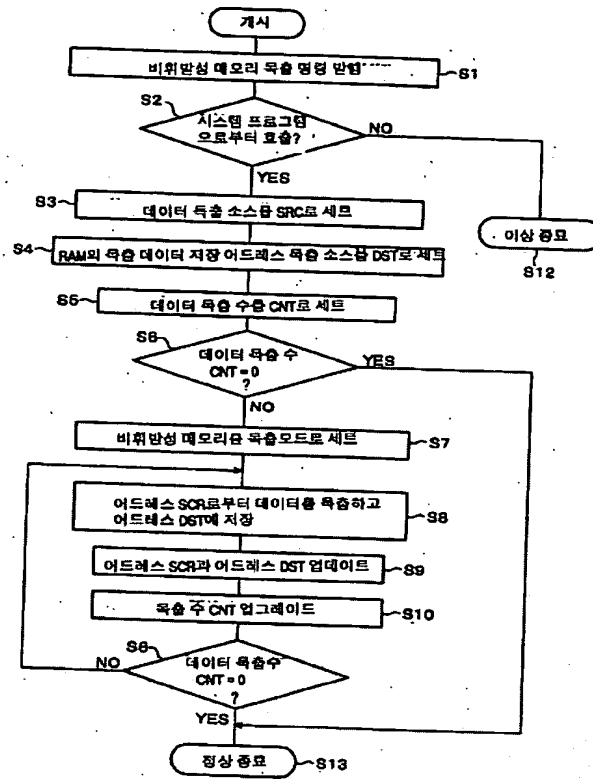 개시
비휘발성 메모리 독출 명령 받음
S1
S2
시스템 프로그램
으로부터 호출?
NO
YES
S3
데이터 독출 소스를 SRC로 세트
이상 종료
S12
S4
RAM의 독출 데이터 저장 어드레스 독출 소스를 DST로 세트
S5
데이터 독출 수를 CNT로 세트
S6
데이터 독출 수
CNT = 0
?
YES
NO
비휘발성 메모리를 독출모드로 세트
S7
어드레스 SCR로부터 데이터를 독출하고
어드레스 DST에 저장
S8
어드레스 SCR과 어드레스 DST 업데이트
S9
독출 수 CNT 업그레이드
S10
S6
데이터 독출수
CNT = 0
?
NO
YES
정상 종료
S13